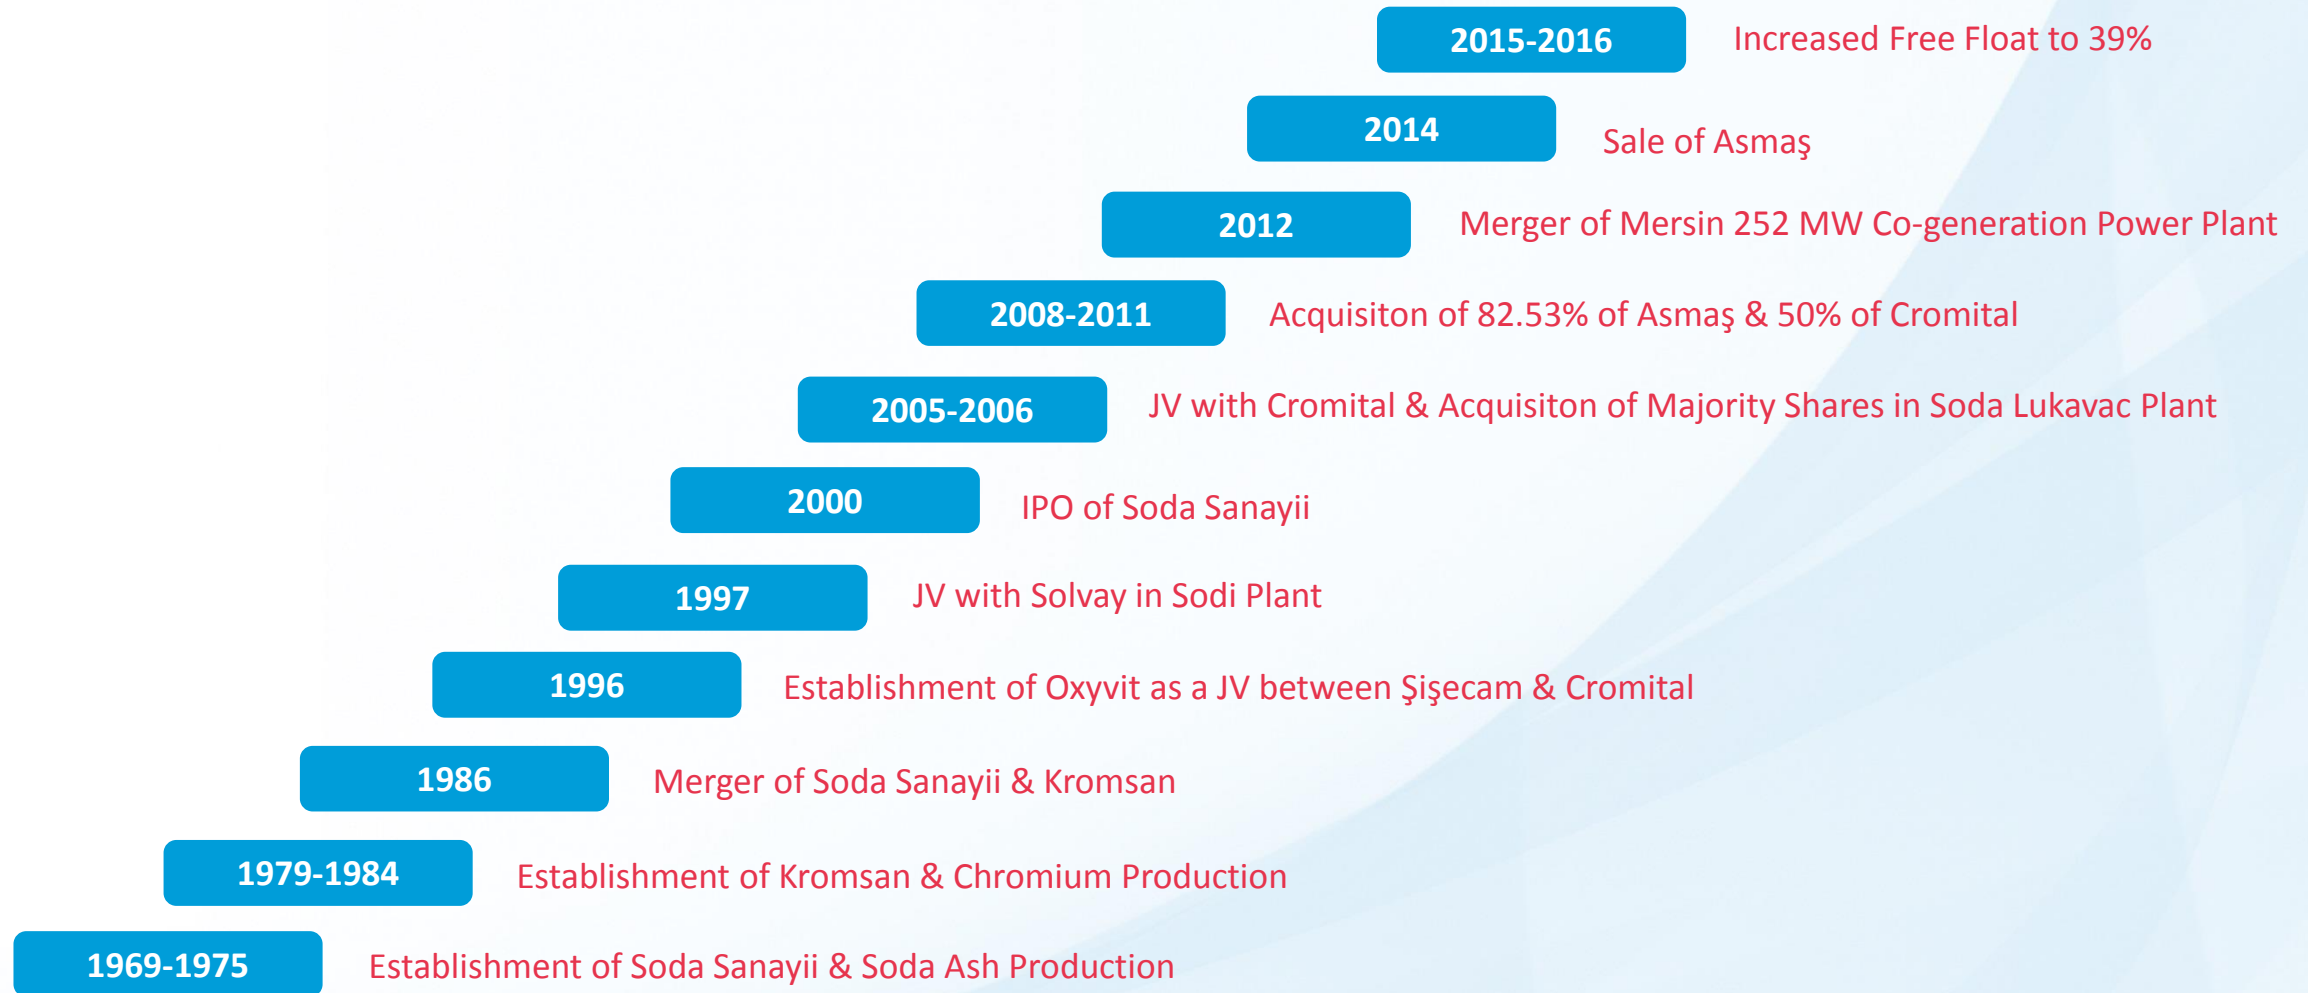 2015-2016 Increased Free Float to 39%
2014 Sale of Asmaş
2012 Merger of Mersin 252 MW Co-generation Power Plant
2008-2011 Acquisiton of 82.53% of Asmaş & 50% of Cromital
2005-2006 JV with Cromital & Acquisiton of Majority Shares in Soda Lukavac Plant
2000 IPO of Soda Sanayii
1997 JV with Solvay in Sodi Plant
1996 Establishment of Oxyvit as a JV between Şişecam & Cromital
1986 Merger of Soda Sanayii & Kromsan
1979-1984 Establishment of Kromsan & Chromium Production
1969-1975 Establishment of Soda Sanayii & Soda Ash Production